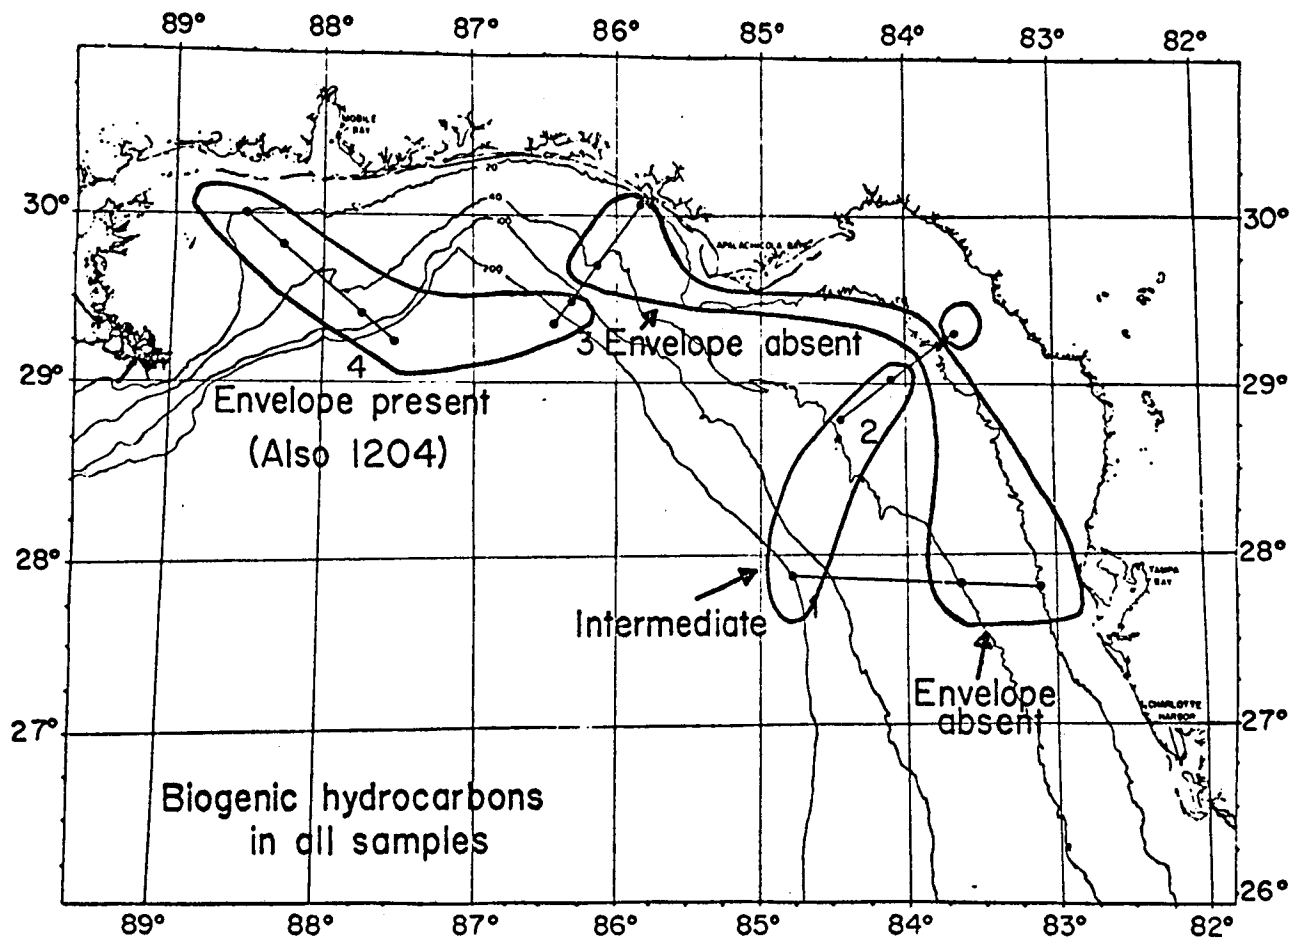 89° 88° 87° 86° 85° 84° 83° 82°
MOBILE
BAY
20
30°
40
30°
APALACHICOLA BAY
200
3 Envelope absent
4
29°
29°
Envelope present
2
(Also 1204)
28°
28°
TAMPA
BAY
Intermediate
1
Envelope
absent
CHARLOTTE
HARBOR
27°
27°
Biogenic hydrocarbons
in all samples
26°
89° 88° 87° 86° 85° 84° 83° 82°